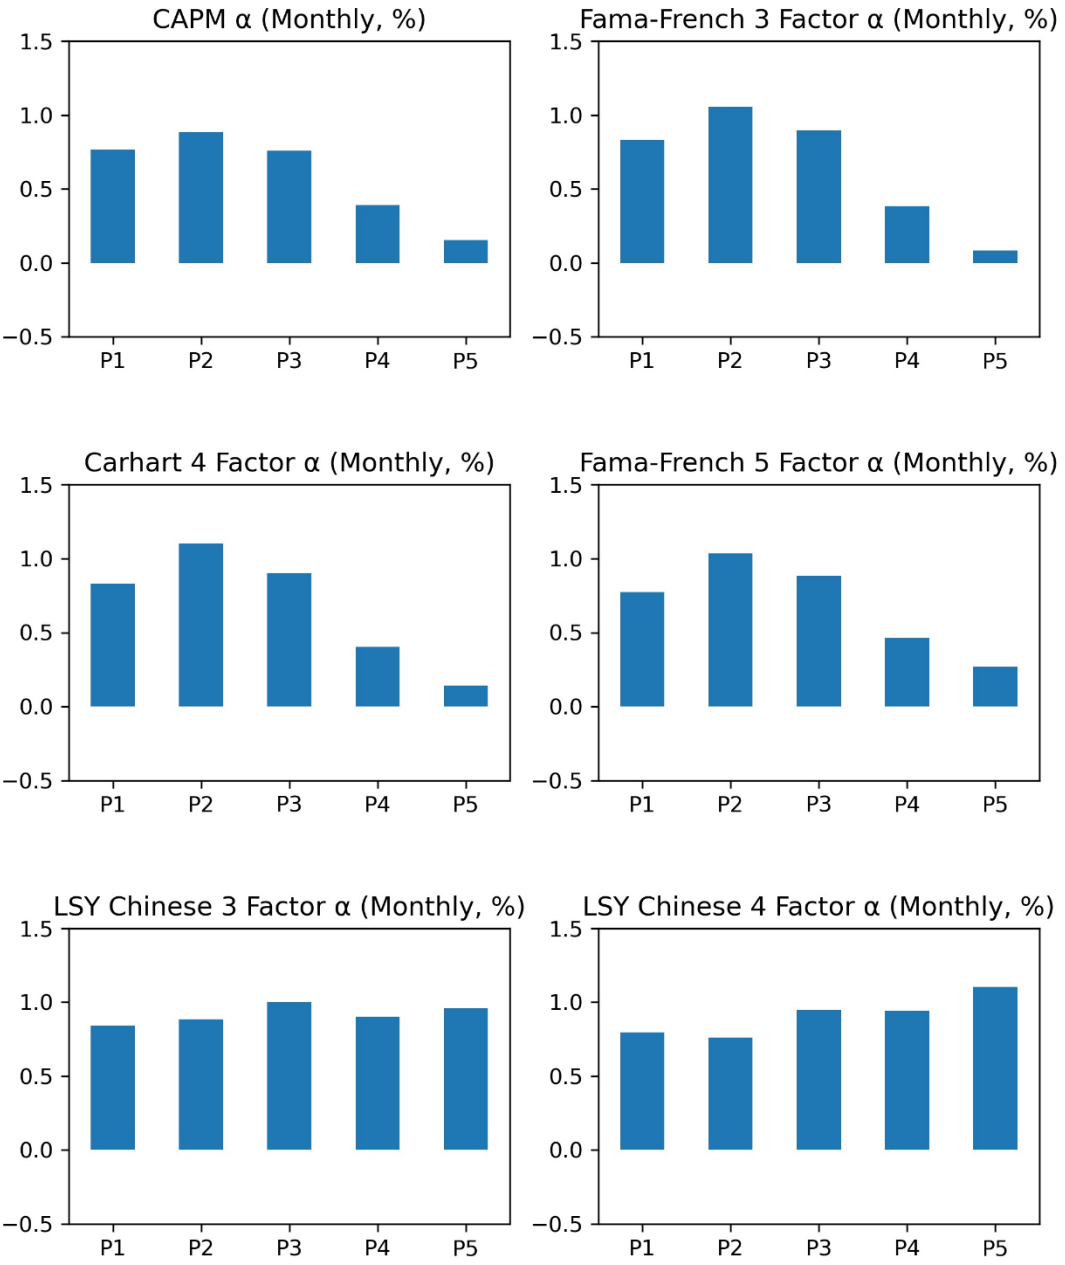 CAPM α (Monthly, %)
1.5
1.0
0.5
0.0
−0.5
P1 P2 P3 P4 P5
Fama-French 3 Factor α (Monthly, %)
1.5
1.0
0.5
0.0
−0.5
P1 P2 P3 P4 P5
Carhart 4 Factor α (Monthly, %)
1.5
1.0
0.5
0.0
−0.5
P1 P2 P3 P4 P5
Fama-French 5 Factor α (Monthly, %)
1.5
1.0
0.5
0.0
−0.5
P1 P2 P3 P4 P5
LSY Chinese 3 Factor α (Monthly, %)
1.5
1.0
0.5
0.0
−0.5
P1 P2 P3 P4 P5
LSY Chinese 4 Factor α (Monthly, %)
1.5
1.0
0.5
0.0
−0.5
P1 P2 P3 P4 P5